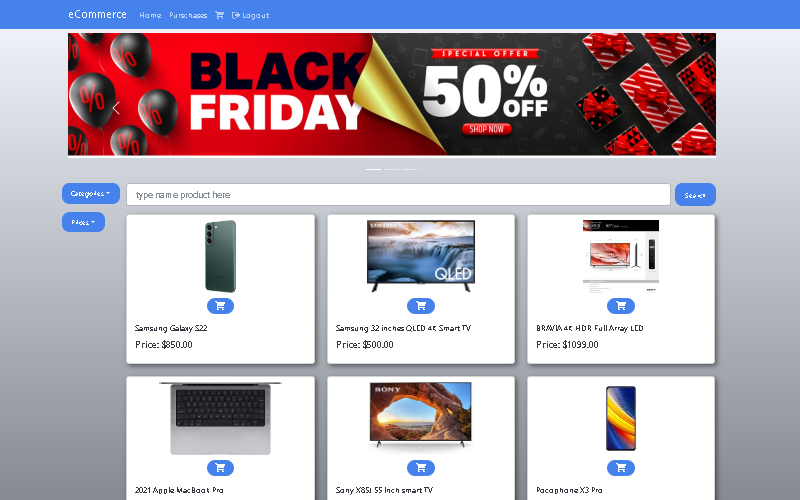 eCommerce Home Purschases Logout
BLACK
FRIDAY
SPECIAL OFFER
50%
OFF
SHOP NOW
Categories
type name product here
Search
Prices
SAMSUNG
QLED
Samsung Galaxy S22
Price: $850.00
Samsung 32 inches QLED 4K Smart TV
Price: $500.00
BRAVIA 4K HDR Full Array LED
Price: $1099.00
SONY
2021 Apple MacBook Pro
Sony X85J 55 Inch smart TV
Pocophone X3 Pro